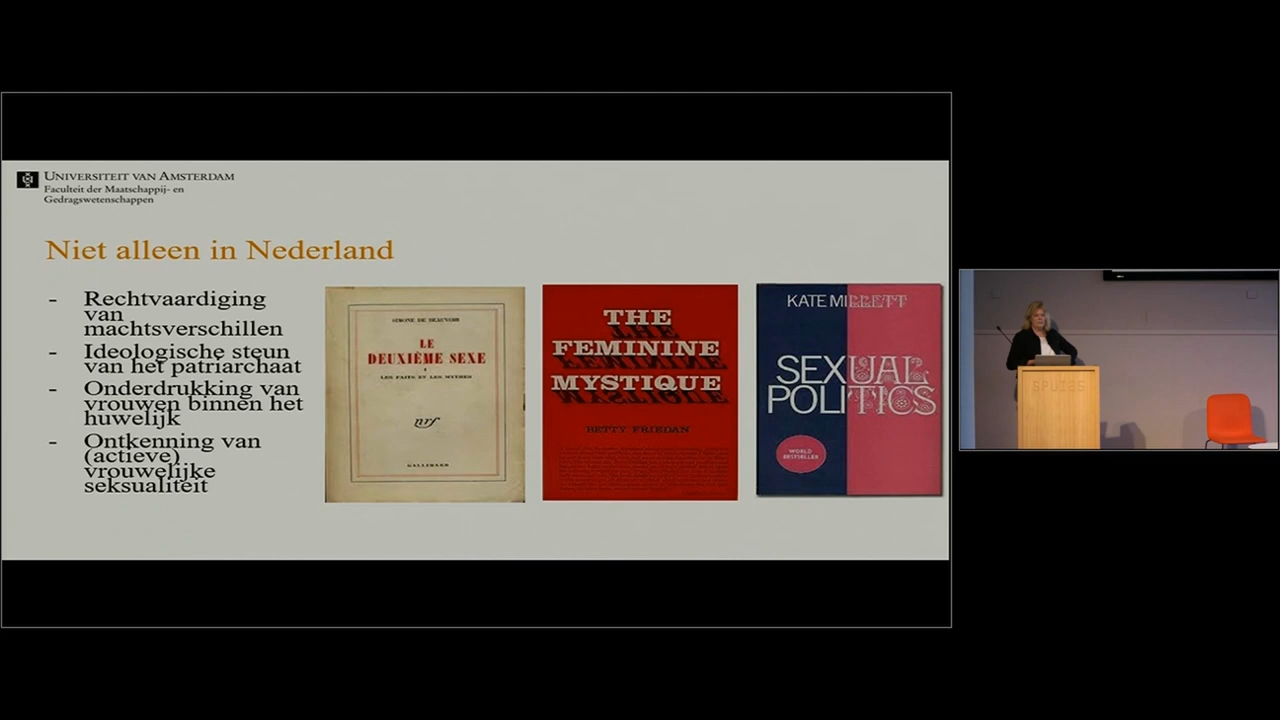 UNIVERSITEIT VAN AMSTERDAM
Faculteit der Maatschappij- en
Gedragswetenschappen
Niet alleen in Nederland
- Rechtvaardiging
van
machtsverschillen
- Ideologische steun
van het patriarchaat
- Onderdrukking van
vrouwen binnen het
huwelijk
- Ontkenning van
(actieve)
vrouwelijke
seksualiteit
SIMONE DE BEAUVOIR
LE
DEUXIÈME SEXE
I
LES FAITS ET LES MYTHES
nrf
GALLIMARD
THE
FEMININE
MYSTIQUE
BETTY FRIEDAN
KATE MILLETT
SEXUAL
POLITICS
WORLD
BESTSELLER
SPUI25